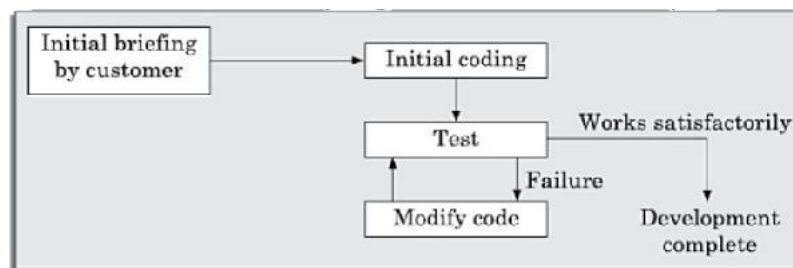 Initial briefing
by customer
Initial coding
Works satisfactorily
Test
Failure
Modify code
Development
complete